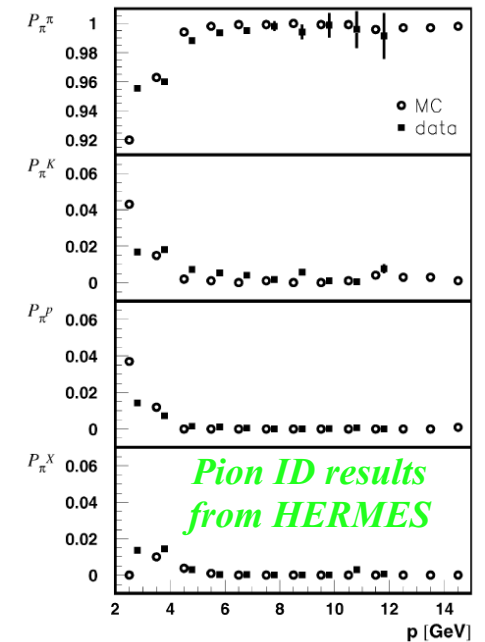 P_π^π
1
0.98
0.96
0.94
0.92
MC
data
P_π^K
0.06
0.04
0.02
0
P_π^p
0.06
0.04
0.02
0
P_π^X
0.06
0.04
0.02
0
Pion ID results
from HERMES
2 4 6 8 10 12 14
p [GeV]